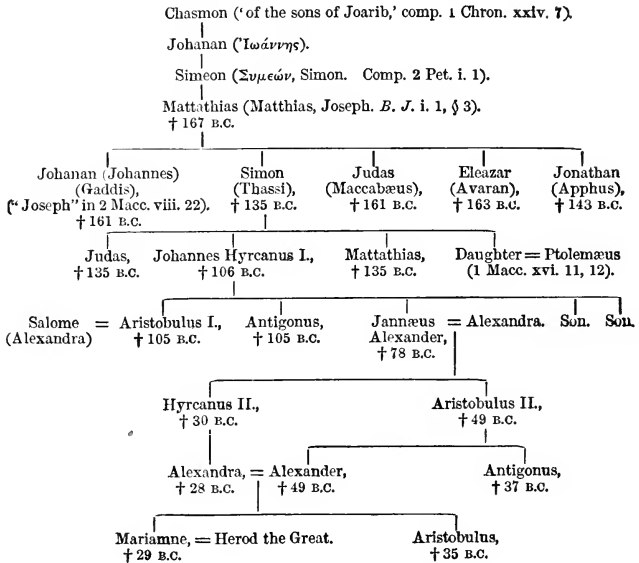 Chasmon (‘of the sons of Joarib,’ comp. 1 Chron. xxiv. 7).
Johanan (Ἰωάννης).
Simeon (Συμεών, Simon. Comp. 2 Pet. i. 1).
Mattathias (Matthias, Joseph. B. J. i. 1, § 3).
† 167 B.C.
Johanan (Johannes) Simon Judas Eleazar Jonathan
(Gaddis), (Thassi), (Maccabæus), (Avaran), (Apphus),
(“Joseph” in 2 Macc. viii. 22). † 135 B.C. † 161 B.C. † 163 B.C. † 143 B.C.
† 161 B.C.
Judas, Johannes Hyrcanus I., Mattathias, Daughter = Ptolemæus
† 135 B.C. † 106 B.C. † 135 B.C. (1 Macc. xvi. 11, 12).
Salome = Aristobulus I., Antigonus, Jannæus = Alexandra. Son. Son.
(Alexandra) † 105 B.C. † 105 B.C. Alexander,
† 78 B.C.
Hyrcanus II., Aristobulus II.,
† 30 B.C. † 49 B.C.
Alexandra, = Alexander, Antigonus,
† 28 B.C. † 49 B.C. † 37 B.C.
Mariamne, = Herod the Great. Aristobulus,
† 29 B.C. † 35 B.C.